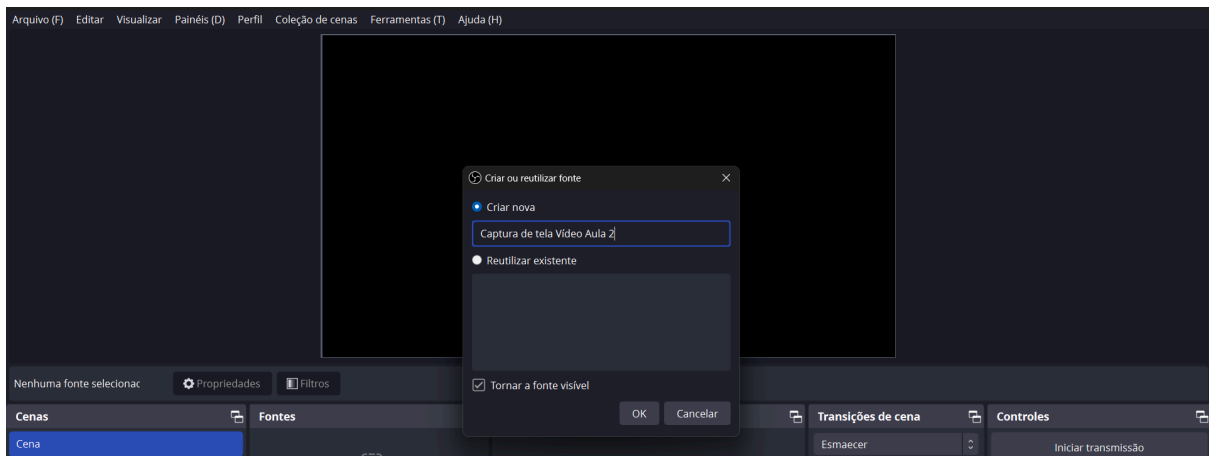 Arquivo (F) Editar Visualizar Painéis (D) Perfil Coleção de cenas Ferramentas (T) Ajuda (H)
Criar ou reutilizar fonte
Criar nova
Captura de tela Vídeo Aula 2
Reutilizar existente
Tornar a fonte visível
OK Cancelar
Nenhuma fonte selecionac Propriedades Filtros
Cenas Fontes Transições de cena Controles
Cena Esmaecer Iniciar transmissão